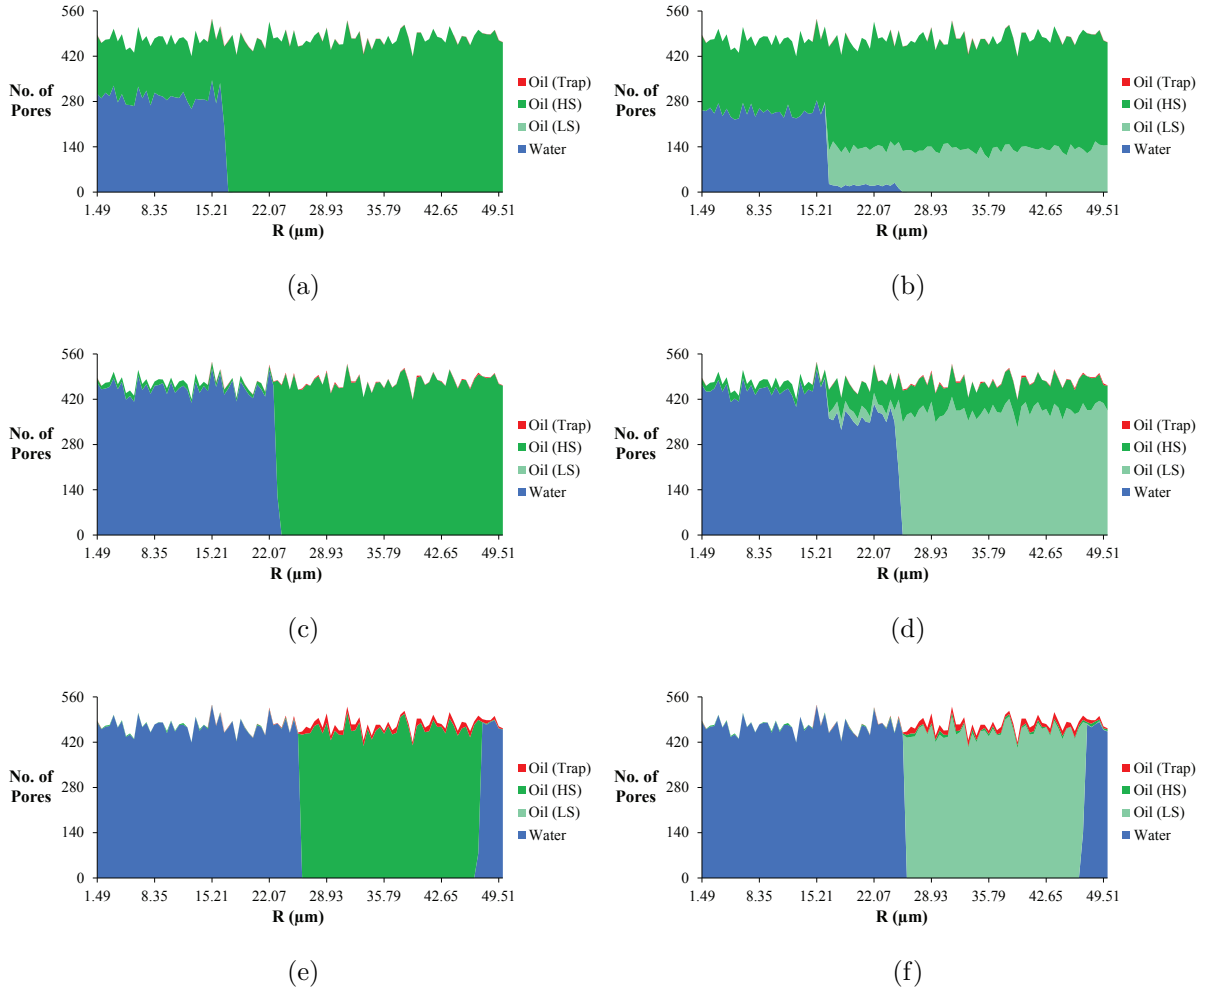 560
420
280
140
0
No. of
Pores
1.49 8.35 15.21 22.07 28.93 35.79 42.65 49.51
R (µm)
Oil (Trap)
Oil (HS)
Oil (LS)
Water
(a)
560
420
280
140
0
No. of
Pores
1.49 8.35 15.21 22.07 28.93 35.79 42.65 49.51
R (µm)
Oil (Trap)
Oil (HS)
Oil (LS)
Water
(b)
560
420
280
140
0
No. of
Pores
1.49 8.35 15.21 22.07 28.93 35.79 42.65 49.51
R (µm)
Oil (Trap)
Oil (HS)
Oil (LS)
Water
(c)
560
420
280
140
0
No. of
Pores
1.49 8.35 15.21 22.07 28.93 35.79 42.65 49.51
R (µm)
Oil (Trap)
Oil (HS)
Oil (LS)
Water
(d)
560
420
280
140
0
No. of
Pores
1.49 8.35 15.21 22.07 28.93 35.79 42.65 49.51
R (µm)
Oil (Trap)
Oil (HS)
Oil (LS)
Water
(e)
560
420
280
140
0
No. of
Pores
1.49 8.35 15.21 22.07 28.93 35.79 42.65 49.51
R (µm)
Oil (Trap)
Oil (HS)
Oil (LS)
Water
(f)